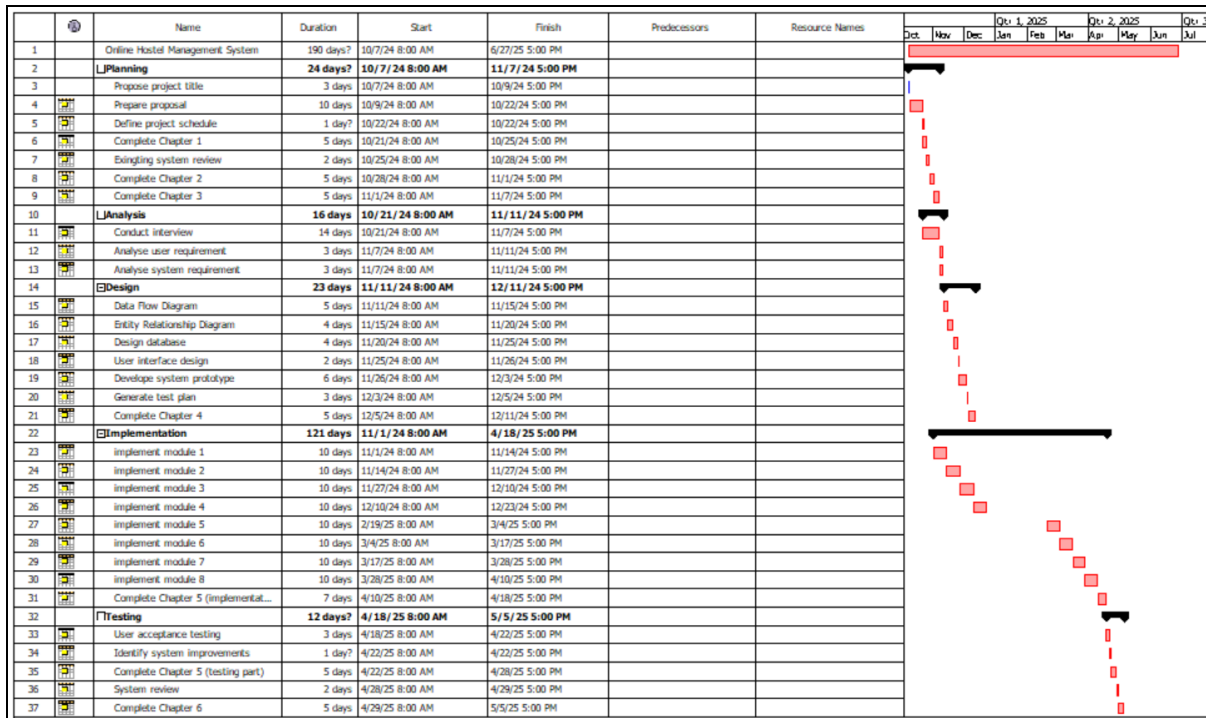 Name Duration Start Finish Predecessors Resource Names
Qtr 1, 2025 Qtr 2, 2025 Qtr 3
Oct Nov Dec Jan Feb Mar Apr May Jun Jul
1 Online Hostel Management System 190 days? 10/7/24 8:00 AM 6/27/25 5:00 PM
2 Planning 24 days? 10/7/24 8:00 AM 11/7/24 5:00 PM
3 Propose project title 3 days 10/7/24 8:00 AM 10/9/24 5:00 PM
4 Prepare proposal 10 days 10/9/24 8:00 AM 10/22/24 5:00 PM
5 Define project schedule 1 day? 10/22/24 8:00 AM 10/22/24 5:00 PM
6 Complete Chapter 1 5 days 10/21/24 8:00 AM 10/25/24 5:00 PM
7 Exingting system review 2 days 10/25/24 8:00 AM 10/28/24 5:00 PM
8 Complete Chapter 2 5 days 10/28/24 8:00 AM 11/1/24 5:00 PM
9 Complete Chapter 3 5 days 11/1/24 8:00 AM 11/7/24 5:00 PM
10 Analysis 16 days 10/21/24 8:00 AM 11/11/24 5:00 PM
11 Conduct interview 14 days 10/21/24 8:00 AM 11/7/24 5:00 PM
12 Analyse user requirement 3 days 11/7/24 8:00 AM 11/11/24 5:00 PM
13 Analyse system requirement 3 days 11/7/24 8:00 AM 11/11/24 5:00 PM
14 Design 23 days 11/11/24 8:00 AM 12/11/24 5:00 PM
15 Data Flow Diagram 5 days 11/11/24 8:00 AM 11/15/24 5:00 PM
16 Entity Relationship Diagram 4 days 11/15/24 8:00 AM 11/20/24 5:00 PM
17 Design database 4 days 11/20/24 8:00 AM 11/25/24 5:00 PM
18 User interface design 2 days 11/25/24 8:00 AM 11/26/24 5:00 PM
19 Develope system prototype 6 days 11/26/24 8:00 AM 12/3/24 5:00 PM
20 Generate test plan 3 days 12/3/24 8:00 AM 12/5/24 5:00 PM
21 Complete Chapter 4 5 days 12/5/24 8:00 AM 12/11/24 5:00 PM
22 Implementation 121 days 11/1/24 8:00 AM 4/18/25 5:00 PM
23 implement module 1 10 days 11/1/24 8:00 AM 11/14/24 5:00 PM
24 implement module 2 10 days 11/14/24 8:00 AM 11/27/24 5:00 PM
25 implement module 3 10 days 11/27/24 8:00 AM 12/10/24 5:00 PM
26 implement module 4 10 days 12/10/24 8:00 AM 12/23/24 5:00 PM
27 implement module 5 10 days 2/19/25 8:00 AM 3/4/25 5:00 PM
28 implement module 6 10 days 3/4/25 8:00 AM 3/17/25 5:00 PM
29 implement module 7 10 days 3/17/25 8:00 AM 3/28/25 5:00 PM
30 implement module 8 10 days 3/28/25 8:00 AM 4/10/25 5:00 PM
31 Complete Chapter 5 (implementat... 7 days 4/10/25 8:00 AM 4/18/25 5:00 PM
32 Testing 12 days? 4/18/25 8:00 AM 5/5/25 5:00 PM
33 User acceptance testing 3 days 4/18/25 8:00 AM 4/22/25 5:00 PM
34 Identify system improvements 1 day? 4/22/25 8:00 AM 4/22/25 5:00 PM
35 Complete Chapter 5 (testing part) 5 days 4/22/25 8:00 AM 4/28/25 5:00 PM
36 System review 2 days 4/28/25 8:00 AM 4/29/25 5:00 PM
37 Complete Chapter 6 5 days 4/29/25 8:00 AM 5/5/25 5:00 PM